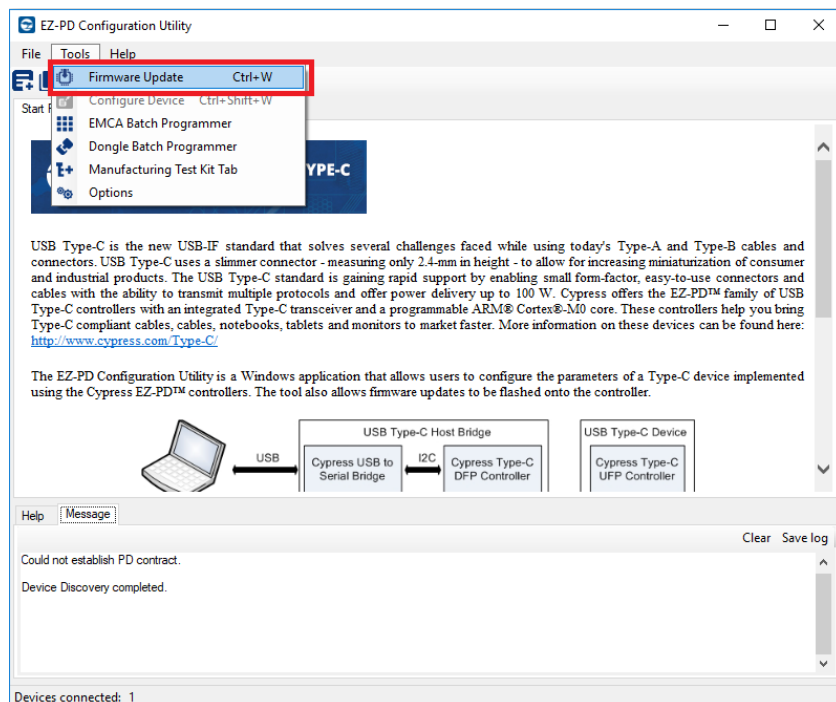 EZ-PD Configuration Utility
File Tools Help
Firmware Update Ctrl+W
Start
Configure Device Ctrl+Shift+W
EMCA Batch Programmer
Dongle Batch Programmer
Manufacturing Test Kit Tab
Options
YPE-C
USB Type-C is the new USB-IF standard that solves several challenges faced while using today's Type-A and Type-B cables and
connectors. USB Type-C uses a slimmer connector - measuring only 2.4-mm in height - to allow for increasing miniaturization of consumer
and industrial products. The USB Type-C standard is gaining rapid support by enabling small form-factor, easy-to-use connectors and
cables with the ability to transmit multiple protocols and offer power delivery up to 100 W. Cypress offers the EZ-PD™ family of USB
Type-C controllers with an integrated Type-C transceiver and a programmable ARM® Cortex®-M0 core. These controllers help you bring
Type-C compliant cables, cables, notebooks, tablets and monitors to market faster. More information on these devices can be found here:
http://www.cypress.com/Type-C/
The EZ-PD Configuration Utility is a Windows application that allows users to configure the parameters of a Type-C device implemented
using the Cypress EZ-PD™ controllers. The tool also allows firmware updates to be flashed onto the controller.
USB Type-C Host Bridge
USB Type-C Device
USB
Cypress USB to
Serial Bridge
I2C
Cypress Type-C
DFP Controller
Cypress Type-C
UFP Controller
Help Message
Clear Save log
Could not establish PD contract.
Device Discovery completed.
Devices connected: 1